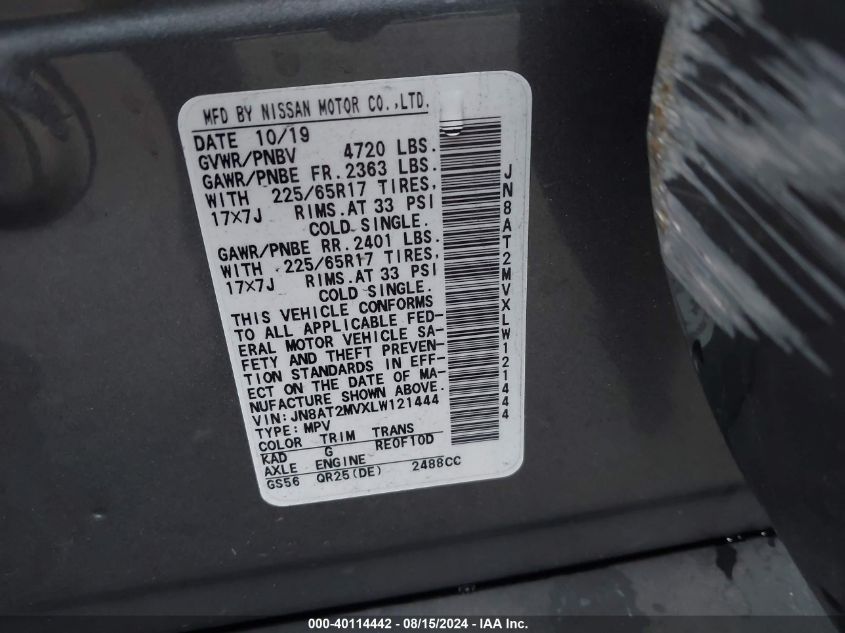 MFD BY NISSAN MOTOR CO.,LTD.
DATE 10/19
GVWR/PNBV 4720 LBS.
GAWR/PNBE FR.2363 LBS.
WITH 225/65R17 TIRES,
17X7J RIMS.AT 33 PSI
COLD SINGLE.
GAWR/PNBE RR.2401 LBS.
WITH 225/65R17 TIRES,
17X7J RIMS.AT 33 PSI
COLD SINGLE.
THIS VEHICLE CONFORMS
TO ALL APPLICABLE FED-
ERAL MOTOR VEHICLE SA-
FETY AND THEFT PREVEN-
TION STANDARDS IN EFF-
ECT ON THE DATE OF MA-
NUFACTURE SHOWN ABOVE.
VIN:JN8AT2MVXLW121444
TYPE:MPV
COLOR TRIM TRANS
KAD G RE0F10D
AXLE ENGINE
GS56 QR25(DE) 2488CC
JN8AT2MVXLW121444
000-40114442 - 08/15/2024 - IAA Inc.